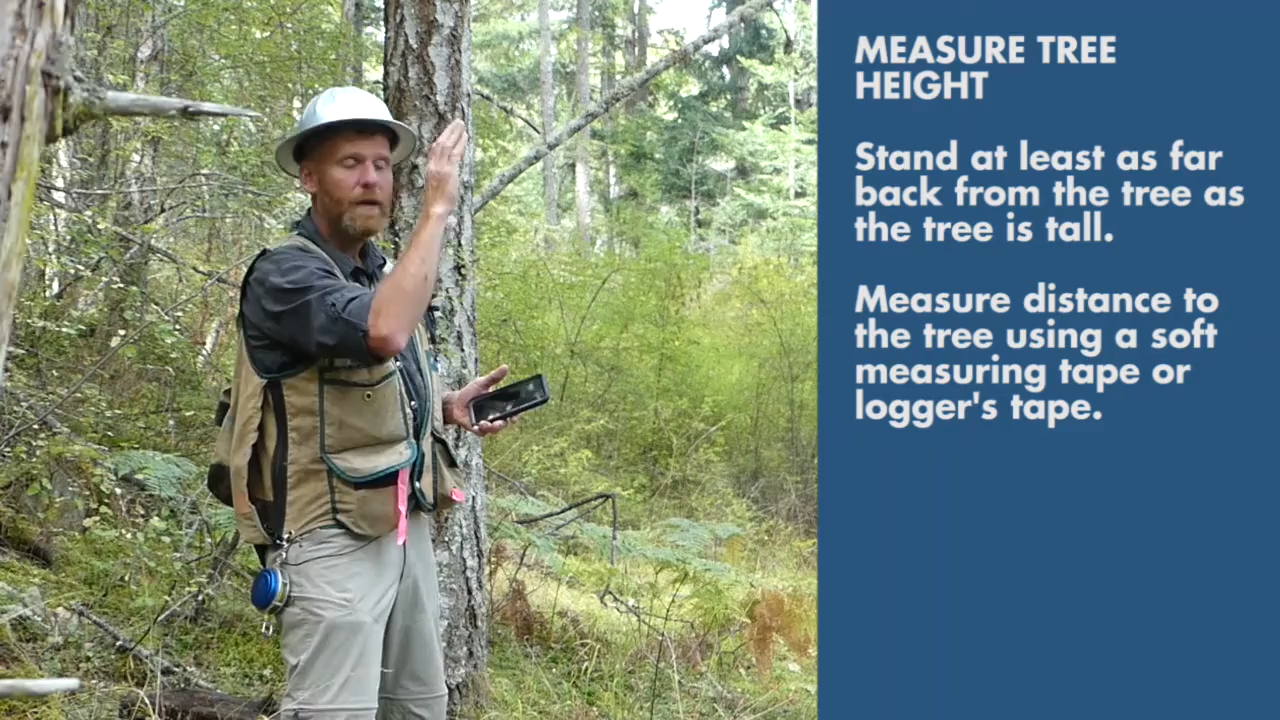 MEASURE TREE
HEIGHT
Stand at least as far
back from the tree as
the tree is tall.
Measure distance to
the tree using a soft
measuring tape or
logger's tape.